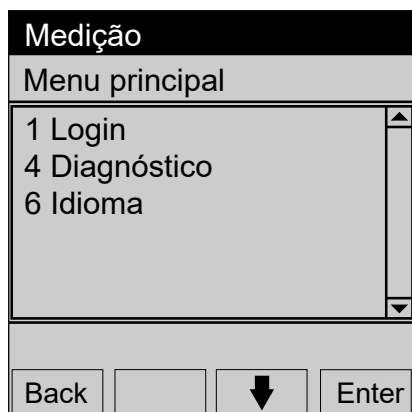 Medição
Menu principal
1 Login
4 Diagnóstico
6 Idioma
Back Enter